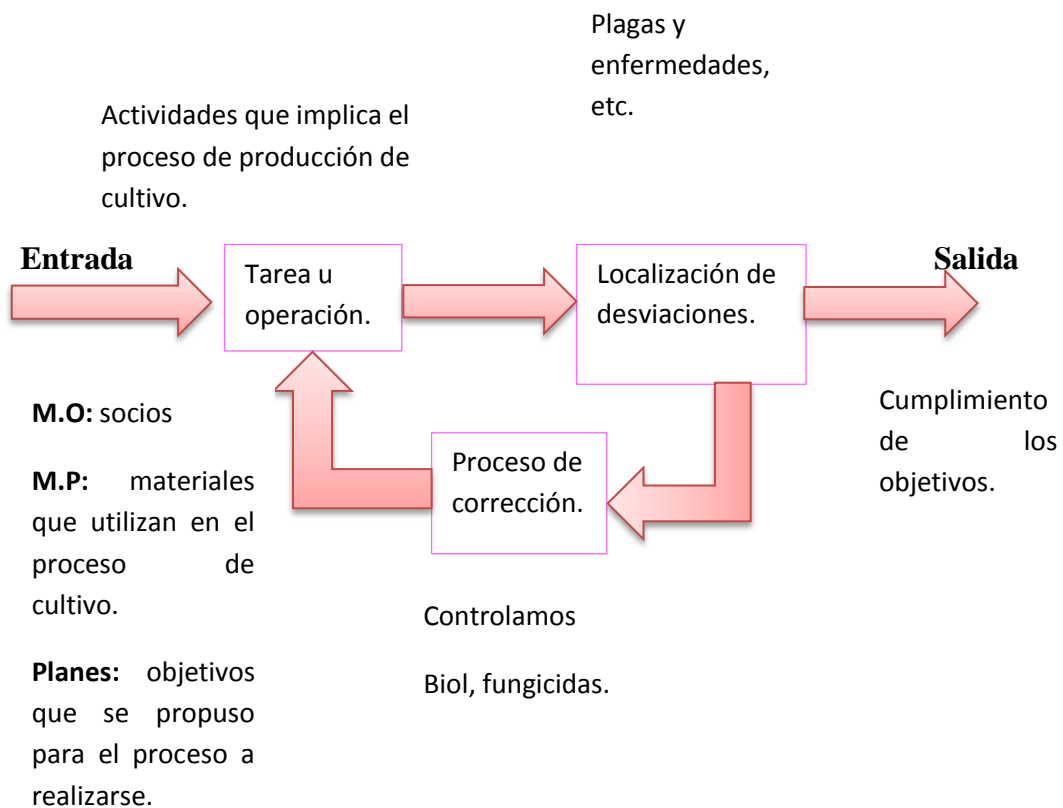 Plagas y
enfermedades,
etc.
Actividades que implica el
proceso de producción de
cultivo.
Entrada
Tarea u
operación.
Localización de
desviaciones.
Salida
M.O: socios
M.P: materiales
que utilizan en el
proceso de
cultivo.
Planes: objetivos
que se propuso
para el proceso a
realizarse.
Proceso de
corrección.
Controlamos
Biol, fungicidas.
Cumplimiento
de los
objetivos.